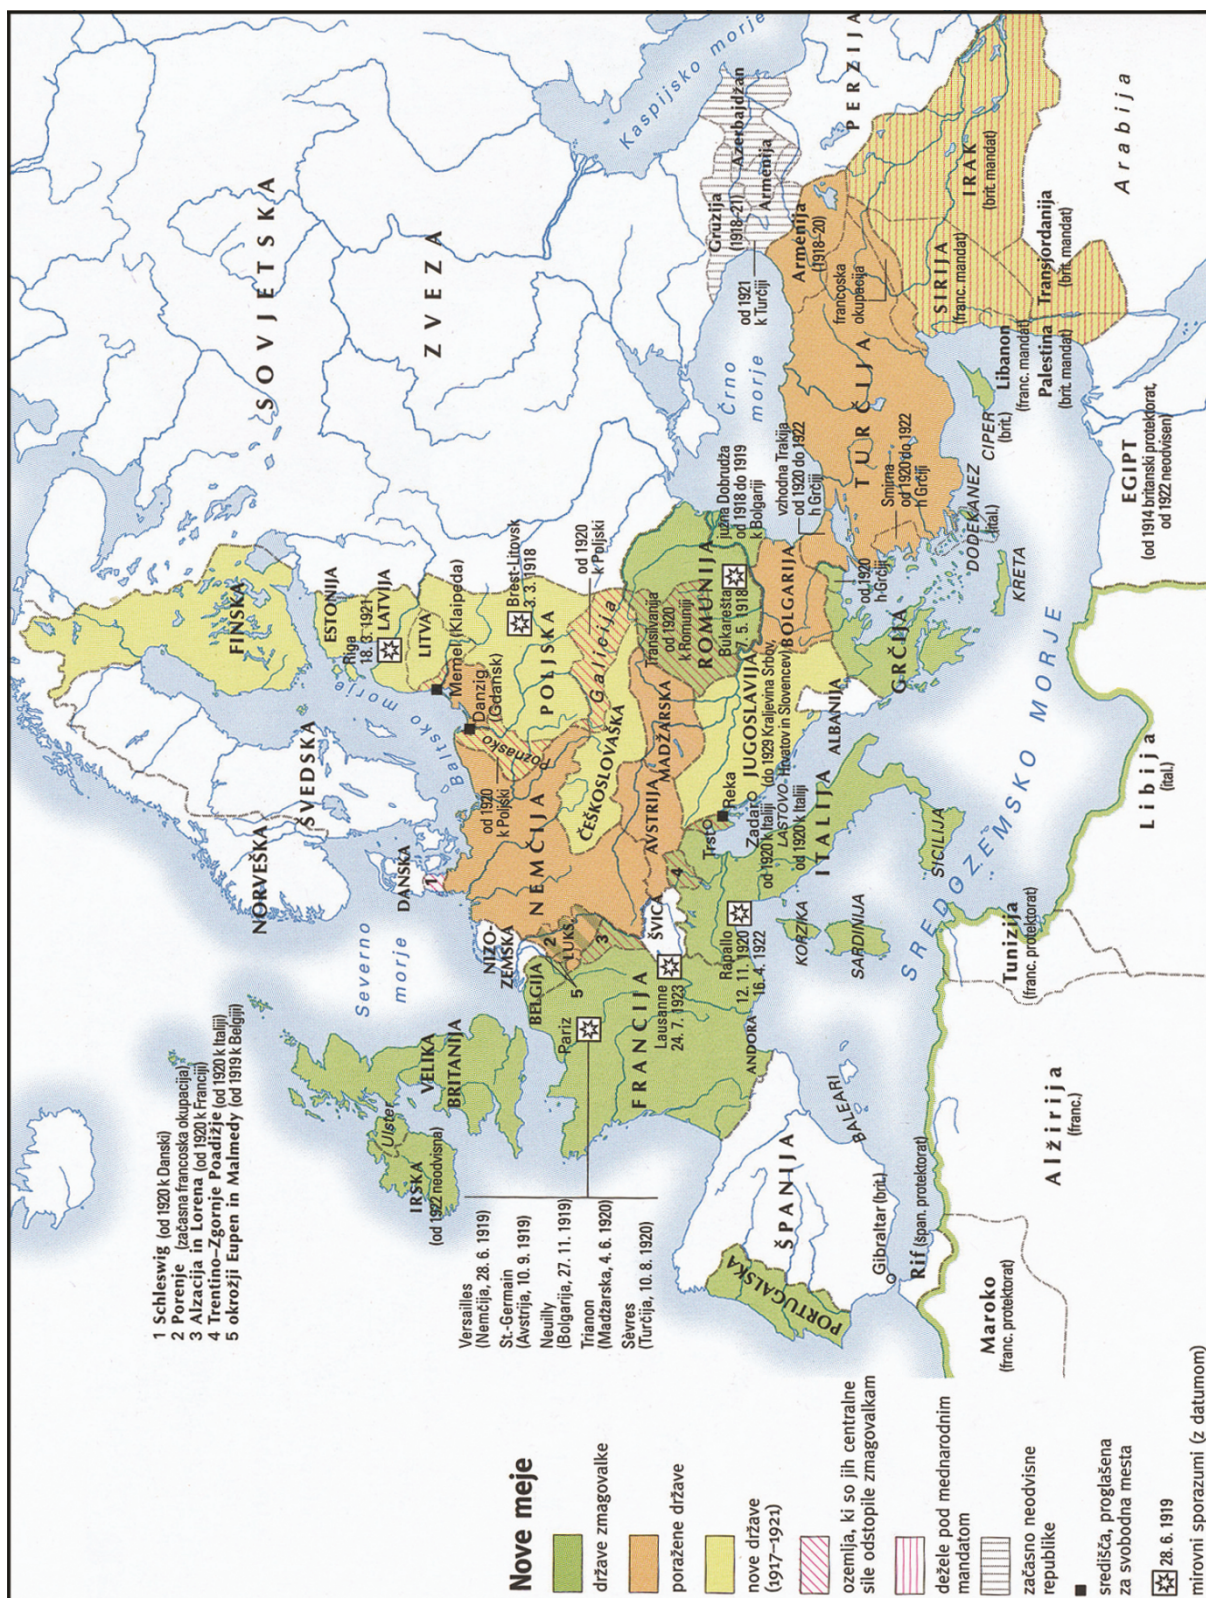 1 Schleswig (od 1920 k Danski)
2 Porenje (začasna francoska okupacija)
3 Alzacija in Lorena (od 1920 k Franciji)
4 Trentino–Zgornje Poadižje (od 1920 k Italiji)
5 okrožji Eupen in Malmedy (od 1919 k Belgiji)
Versailles
(Nemčija, 28. 6. 1919)
St.-Germain
(Avstrija, 10. 9. 1919)
Neuilly
(Bolgarija, 27. 11. 1919)
Trianon
(Madžarska, 4. 6. 1920)
Sèvres
(Turčija, 10. 8. 1920)
NORVEŠKA
ŠVEDSKA
FINSKA
SOVJETSKA
ZVEZA
Severno
morje
Baltsko morje
DANSKA
1
ESTONIJA
Riga
18. 3. 1921
LATVIJA
LITVA
Memel (Klaipeda)
Danzig
(Gdansk)
Brest-Litovsk
3. 3. 1918
IRSKA
(od 1922 neodvisna)
Ulster
VELIKA
BRITANIJA
NIZO-
ZEMSKA
BELGIJA
LUKS.
2
3
5
NEMČIJA
od 1920
k Poljski
Poznasko
POLJSKA
Galicija
od 1920
k Poljski
ČEŠKOSLOVAŠKA
Pariz
FRANCIJA
Lausanne
24. 7. 1923
ŠVICA
AVSTRIJA
MADŽARSKA
Transilvanija
od 1920
k Romuniji
ROMUNIJA
Bukarešta
7. 5. 1918
južna Dobrudža
od 1918 do 1919
k Bolgariji
4
Trst
Reka
Rapallo
12. 11. 1920
16. 4. 1922
Zadar
od 1920 k Italiji
LASTOVO
od 1920 k Italiji
JUGOSLAVIJA
(do 1929 Kraljevina Srbov,
Hrvatov in Slovencev)
BOLGARIJA
vzhodna Trakija
od 1920 do 1922
h Grčiji
od 1920
h Grčiji
ALBANIJA
GRČIJA
ITALIJA
KORZIKA
SARDINIJA
SICILIJA
ANDORA
ŠPANIJA
PORTUGALSKA
BALEARI
Gibraltar (brit.)
Rif (španski protektorat)
Maroko
(franc. protektorat)
Alžirija
(franc.)
Tunizija
(franc. protektorat)
Libija
(ital.)
SREDOZEMSKO MORJE
KRETA
DODEKANEZ
(ital.)
CIPER
(brit.)
EGIPT
(od 1914 britanski protektorat,
od 1922 neodvisen)
Črno
morje
TURČIJA
Smirna
od 1920 do 1922
h Grčiji
od 1921
k Turčiji
Gruzija
(1918–21)
Azerbajdžan
Armenija
Armenija
(1918–20)
francoska
okupacija
Kaspijsko morje
PERZIJA
SIRIJA
(franc. mandat)
IRAK
(brit. mandat)
Libanon
(franc. mandat)
Palestina
(brit. mandat)
Transjordanija
(brit. mandat)
Arabija
Nove meje
države zmagovalke
poražene države
nove države
(1917–1921)
ozemlja, ki so jih centralne
sile odstopile zmagovalkam
dežele pod mednarodnim
mandatom
začasno neodvisne
republike
središča, proglašena
za svobodna mesta
28. 6. 1919
mirovni sporazumi (z datumom)